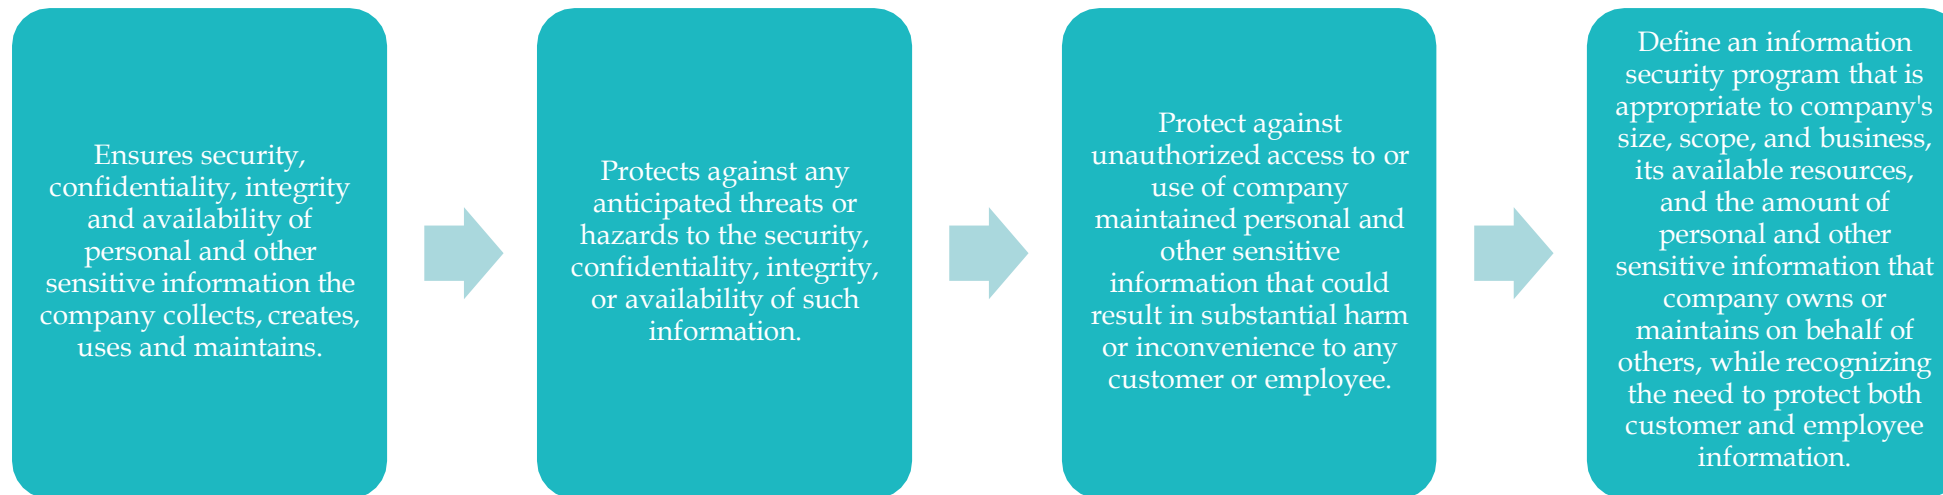 Ensures security,
confidentiality, integrity
and availability of
personal and other
sensitive information the
company collects, creates,
uses and maintains.
Protects against any
anticipated threats or
hazards to the security,
confidentiality, integrity,
or availability of such
information.
Protect against
unauthorized access to or
use of company
maintained personal and
other sensitive
information that could
result in substantial harm
or inconvenience to any
customer or employee.
Define an information
security program that is
appropriate to company's
size, scope, and business,
its available resources,
and the amount of
personal and other
sensitive information that
company owns or
maintains on behalf of
others, while recognizing
the need to protect both
customer and employee
information.